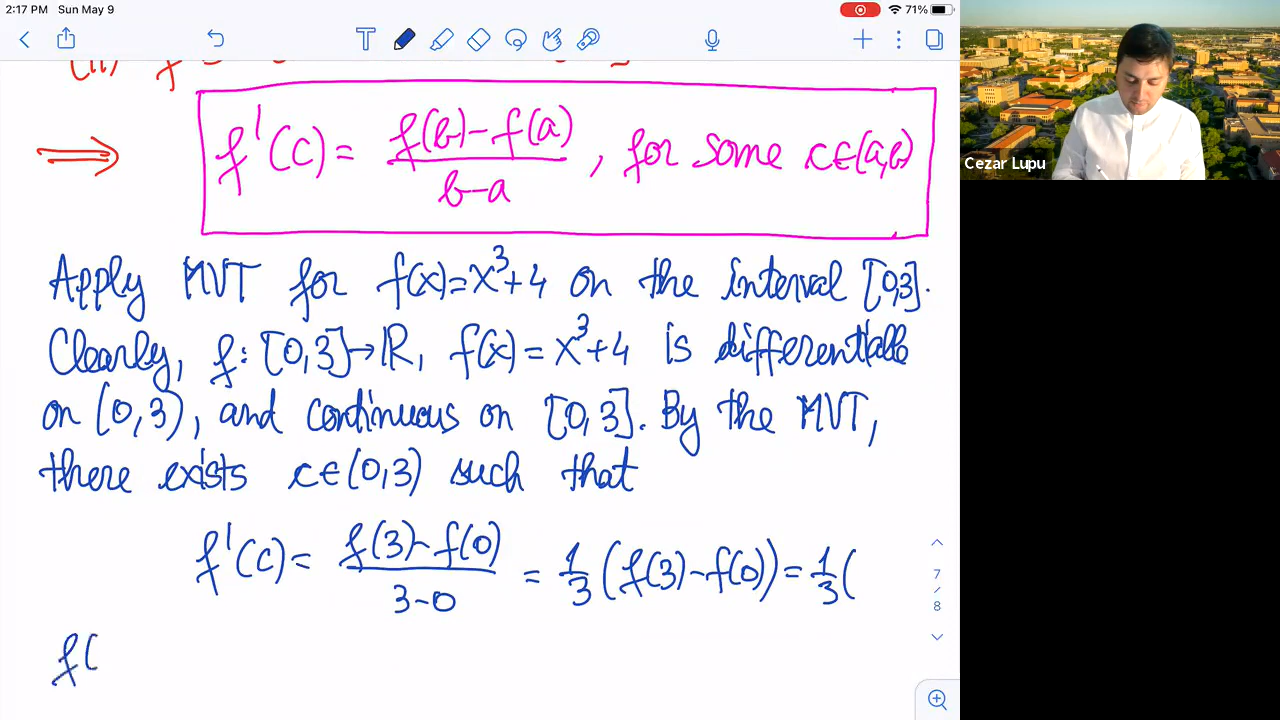 2:17 PM Sun May 9
71%
(ii) f
⟹ f'(c) = f(b)-f(a) / b-a , for some c∈(a,b)
Cezar Lupu
Apply MVT for f(x)=x³+4 on the interval [0,3].
Clearly, f: [0,3]→ℝ, f(x) = x³+4 is differentiable
on (0,3), and continuous on [0,3]. By the MVT,
there exists c∈(0,3) such that
f'(c) = f(3)-f(0) / 3-0 = 1/3 (f(3)-f(0)) = 1/3 (
f(
7/8